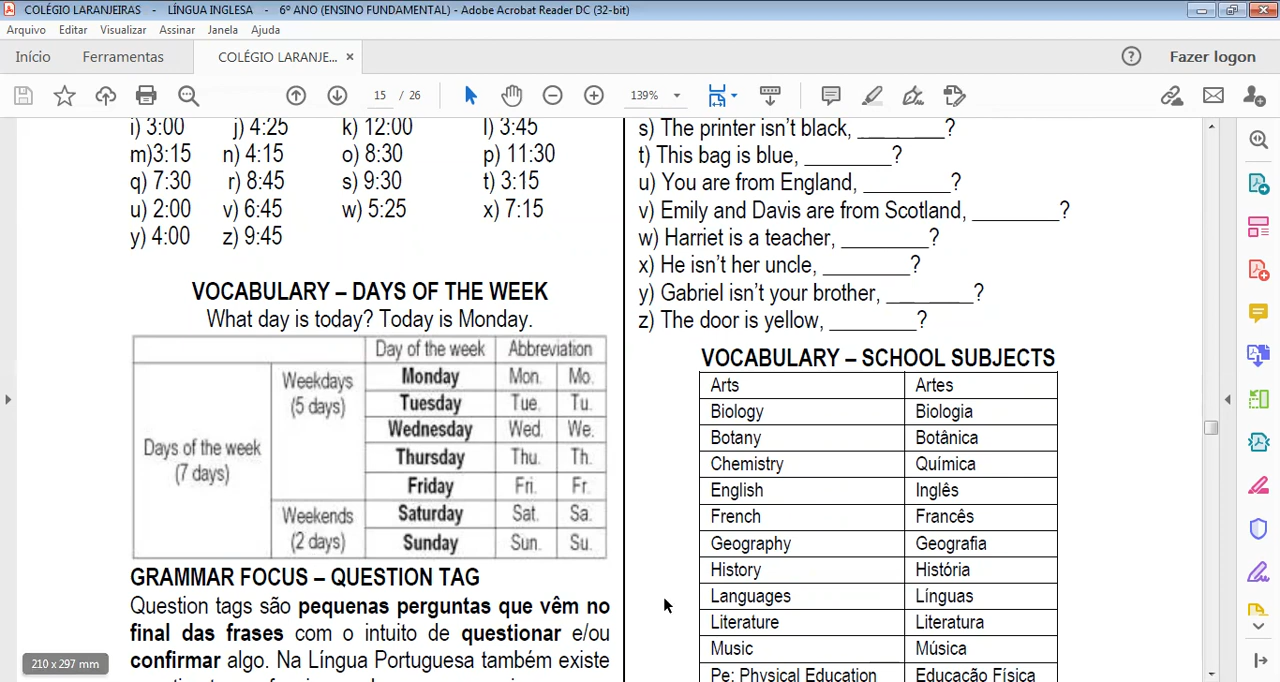 COLÉGIO LARANJEIRAS - LÍNGUA INGLESA - 6º ANO (ENSINO FUNDAMENTAL) - Adobe Acrobat Reader DC (32-bit)
Arquivo Editar Visualizar Assinar Janela Ajuda
Início Ferramentas COLÉGIO LARANJE... × Fazer logon
15 / 26 139%
i) 3:00 j) 4:25 k) 12:00 l) 3:45
m)3:15 n) 4:15 o) 8:30 p) 11:30
q) 7:30 r) 8:45 s) 9:30 t) 3:15
u) 2:00 v) 6:45 w) 5:25 x) 7:15
y) 4:00 z) 9:45
VOCABULARY – DAYS OF THE WEEK
What day is today? Today is Monday.
Day of the week Abbreviation
Days of the week
(7 days)
Weekdays
(5 days)
Monday Mon. Mo.
Tuesday Tue. Tu.
Wednesday Wed. We.
Thursday Thu. Th.
Friday Fri. Fr.
Weekends
(2 days)
Saturday Sat. Sa.
Sunday Sun. Su.
GRAMMAR FOCUS – QUESTION TAG
Question tags são pequenas perguntas que vêm no
final das frases com o intuito de questionar e/ou
confirmar algo. Na Língua Portuguesa também existe
s) The printer isn't black, ________?
t) This bag is blue, ________?
u) You are from England, ________?
v) Emily and Davis are from Scotland, ________?
w) Harriet is a teacher, ________?
x) He isn't her uncle, ________?
y) Gabriel isn't your brother, ________?
z) The door is yellow, ________?
VOCABULARY – SCHOOL SUBJECTS
Arts Artes
Biology Biologia
Botany Botânica
Chemistry Química
English Inglês
French Francês
Geography Geografia
History História
Languages Línguas
Literature Literatura
Music Música
Pe: Physical Education Educação Física
210 x 297 mm